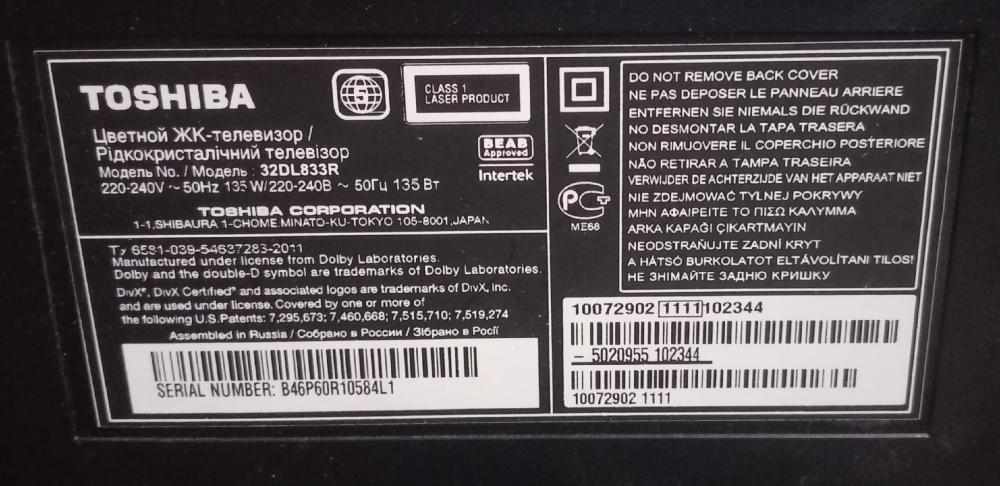 TOSHIBA
5
CLASS 1
LASER PRODUCT
Цветной ЖК-телевизор /
Рідкокристалічний телевізор
BEAB
Approved
Intertek
Модель No. / Модель : 32DL833R
220-240V ~ 50Hz 135 W/220-240В ~ 50Гц 135 Вт
TOSHIBA CORPORATION
1-1,SHIBAURA 1-CHOME,MINATO-KU-TOKYO 105-8001,JAPAN
Ту 6581-039-54637283-2011
Manufactured under license from Dolby Laboratories.
Dolby and the double-D symbol are trademarks of Dolby Laboratories.
DivX®, DivX Certified® and associated logos are trademarks of DivX, Inc.
and are used under license. Covered by one or more of
the following U.S.Patents: 7,295,673; 7,460,668; 7,515,710; 7,519,274
Assembled in Russia / Собрано в России / Зібрано в Росії
SERIAL NUMBER: B46P60R10584L1
РСТ
ME68
DO NOT REMOVE BACK COVER
NE PAS DEPOSER LE PANNEAU ARRIERE
ENTFERNEN SIE NIEMALS DIE RÜCKWAND
NO DESMONTAR LA TAPA TRASERA
NON RIMUOVERE IL COPERCHIO POSTERIORE
NÃO RETIRAR A TAMPA TRASEIRA
VERWIJDER DE ACHTERZIJDE VAN HET APPARAAT NIET
NIE ZDEJMOWAĆ TYLNEJ POKRYWY
ΜΗΝ ΑΦΑΙΡΕΙΤΕ ΤΟ ΠΙΣΩ ΚΑΛΥΜΜΑ
ARKA KAPAĞI ÇIKARTMAYIN
NEODSTRAŇUJTE ZADNÍ KRYT
A HÁTSÓ BURKOLATOT ELTÁVOLÍTANI TILOS!
НЕ ЗНИМАЙТЕ ЗАДНЮ КРИШКУ
10072902 1111 102344
- 5020955 102344
10072902 1111